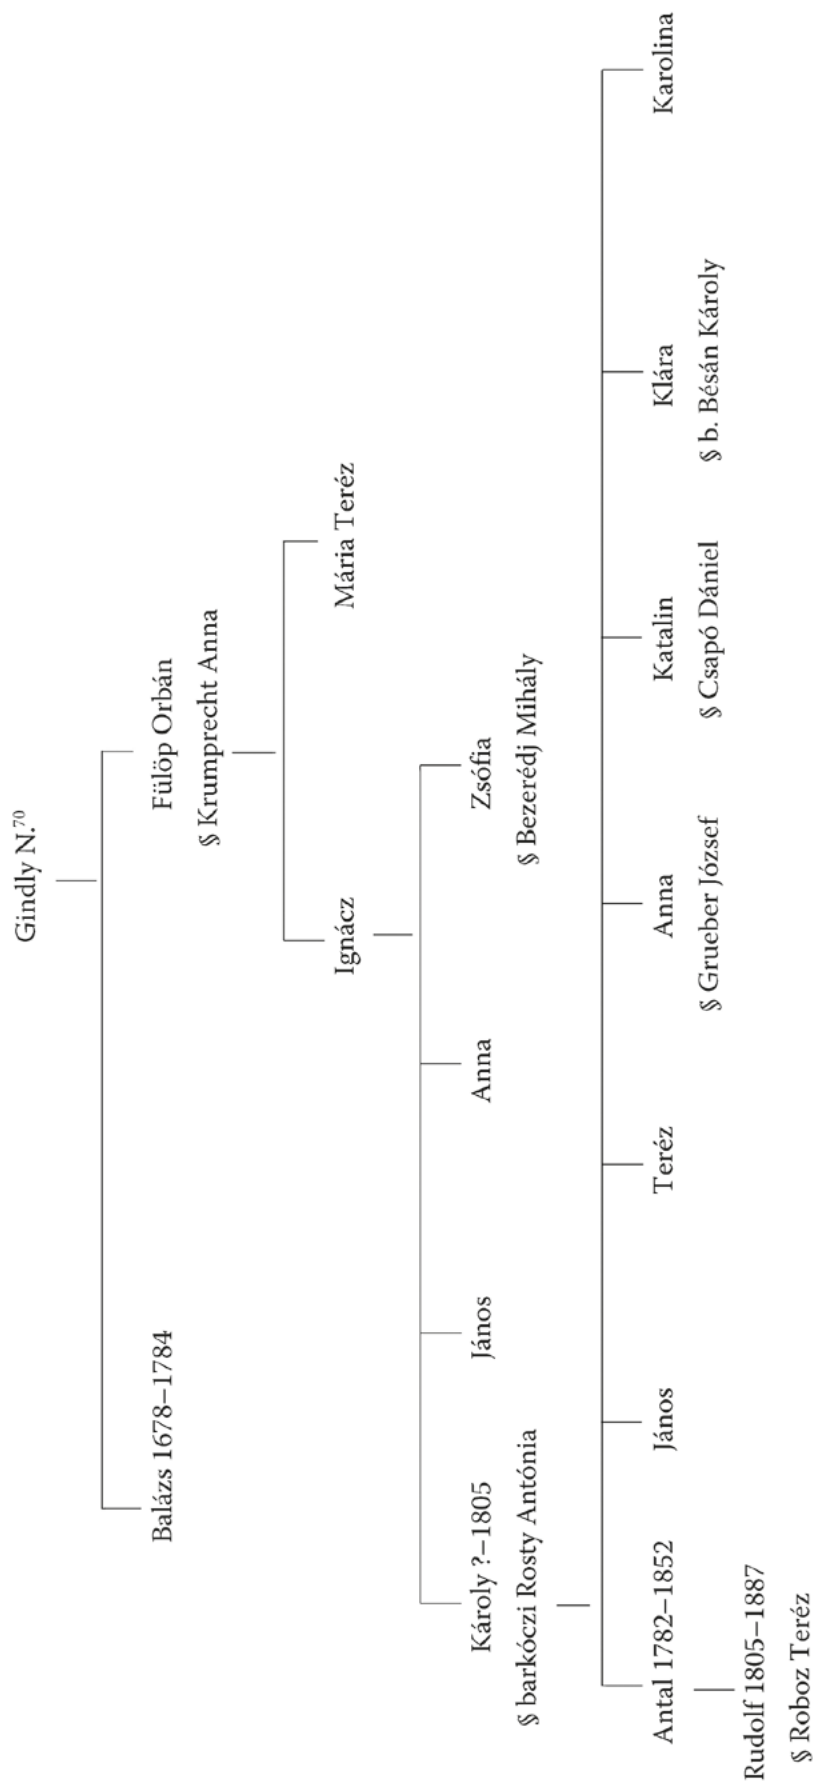 Gindly N.⁷⁰
Balázs 1678–1784
Fülöp Orbán
⚭ Krumprecht Anna
Ignácz
Mária Teréz
Károly ?–1805
⚭ barkóczi Rosty Antónia
János
Anna
Zsófia
⚭ Bezerédj Mihály
Antal 1782–1852
János
Teréz
Anna
⚭ Grueber József
Katalin
⚭ Csapó Dániel
Klára
⚭ b. Bésán Károly
Karolina
Rudolf 1805–1887
⚭ Roboz Teréz